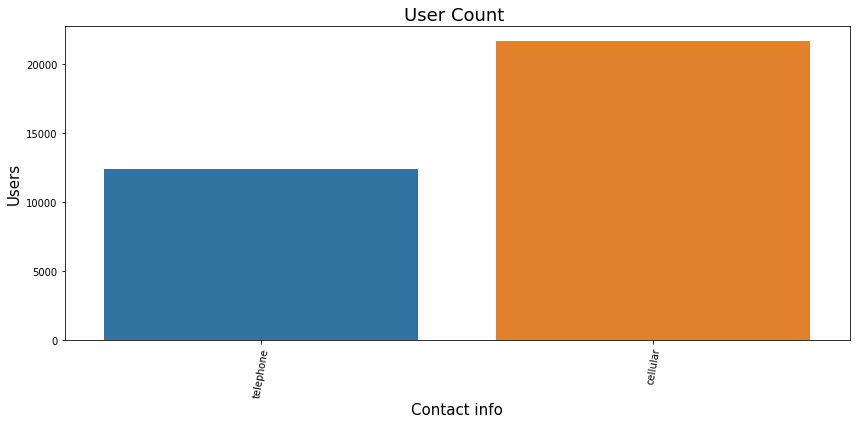 User Count
Users
20000
15000
10000
5000
0
telephone
cellular
Contact info